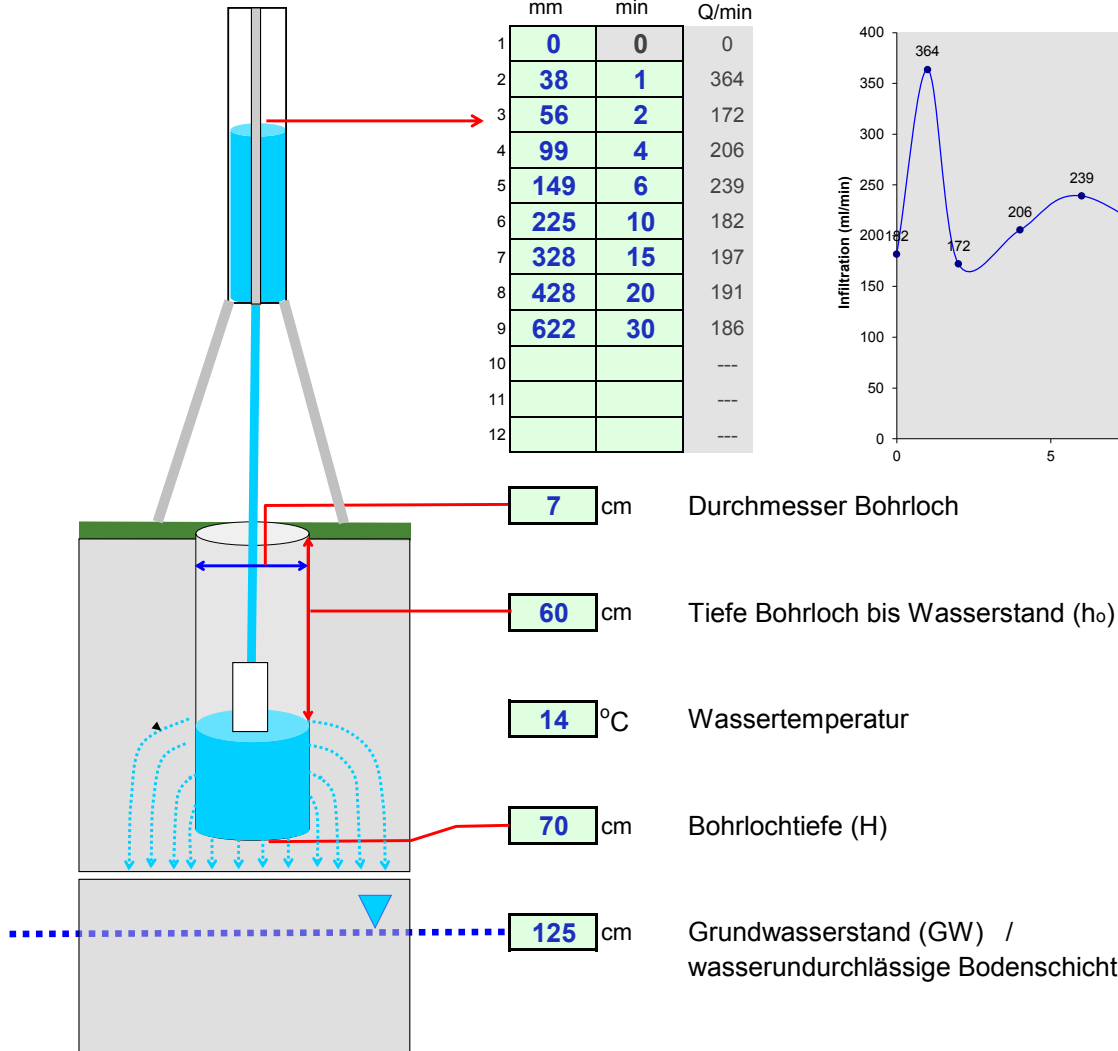 mm min Q/min
1 0 0 0
2 38 1 364
3 56 2 172
4 99 4 206
5 149 6 239
6 225 10 182
7 328 15 197
8 428 20 191
9 622 30 186
10 ---
11 ---
12 ---
Infiltration (ml/min)
400
350
300
250
200
150
100
50
0
0 5
182
364
172
206
239
7 cm Durchmesser Bohrloch
60 cm Tiefe Bohrloch bis Wasserstand (ho)
14 °C Wassertemperatur
70 cm Bohrlochtiefe (H)
125 cm Grundwasserstand (GW) /
wasserundurchlässige Bodenschicht